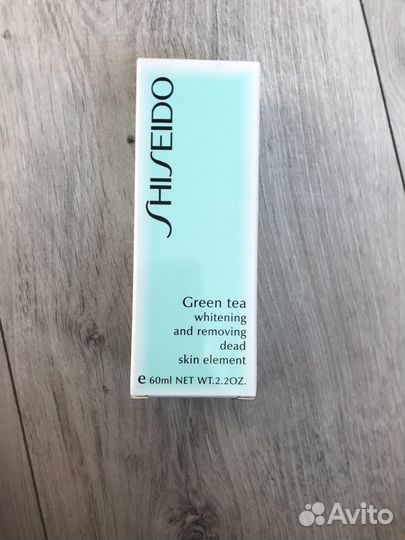 SHISEIDO
Green tea
whitening
and removing
dead
skin element
e 60ml NET WT.2.2OZ.
Avito